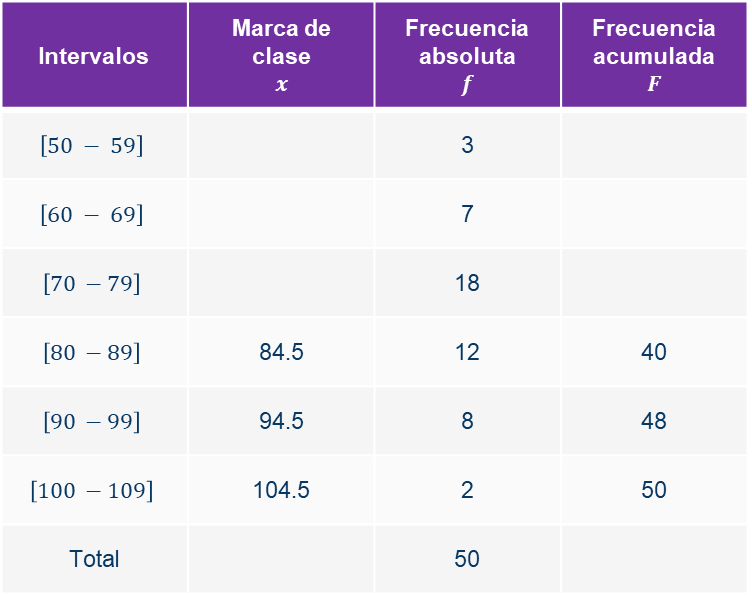 Intervalos
Marca de
clase
x
Frecuencia
absoluta
f
Frecuencia
acumulada
F
[50 − 59] 3
[60 − 69] 7
[70 − 79] 18
[80 − 89] 84.5 12 40
[90 − 99] 94.5 8 48
[100 − 109] 104.5 2 50
Total 50